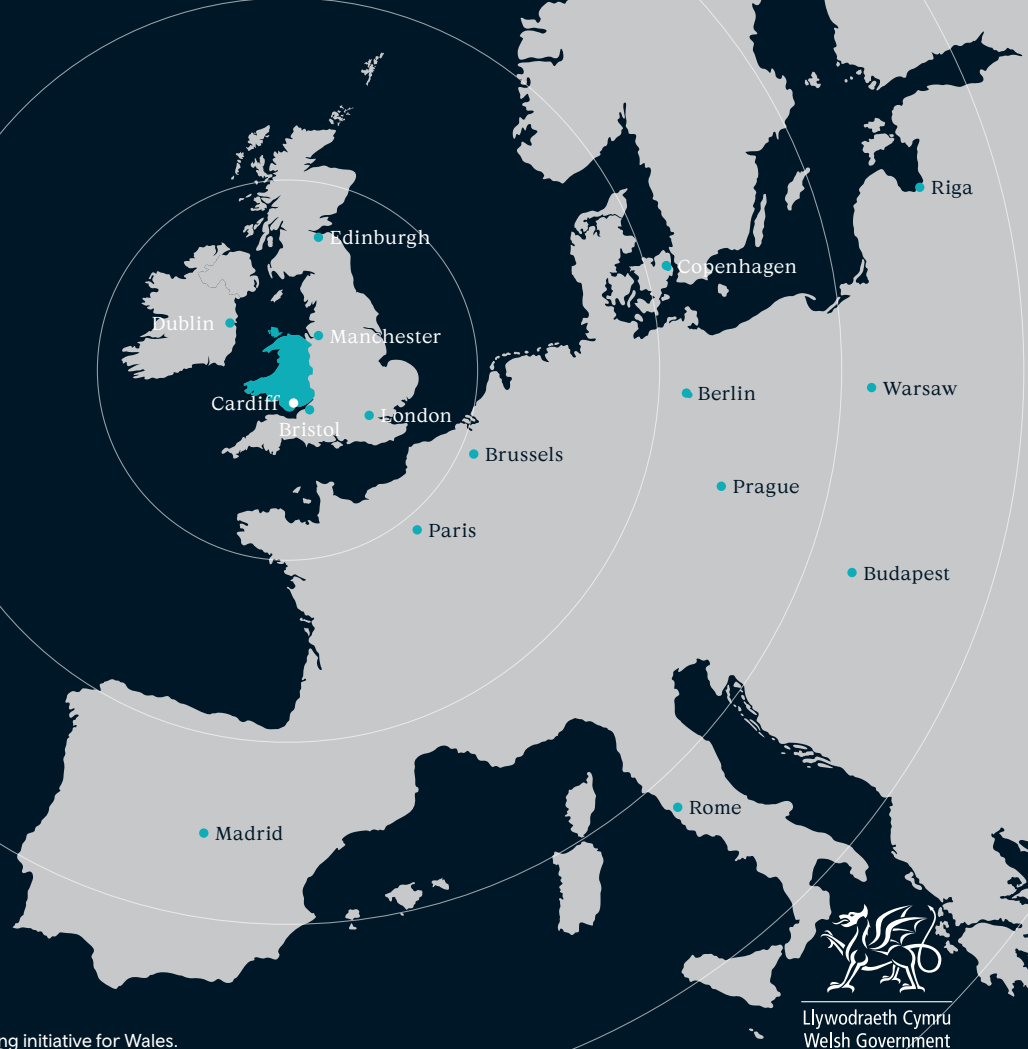 Riga
Edinburgh
Copenhagen
Dublin
Manchester
Berlin
Warsaw
Cardiff
London
Bristol
Brussels
Prague
Paris
Budapest
Rome
Madrid
Llywodraeth Cymru
Welsh Government
ng initiative for Wales.